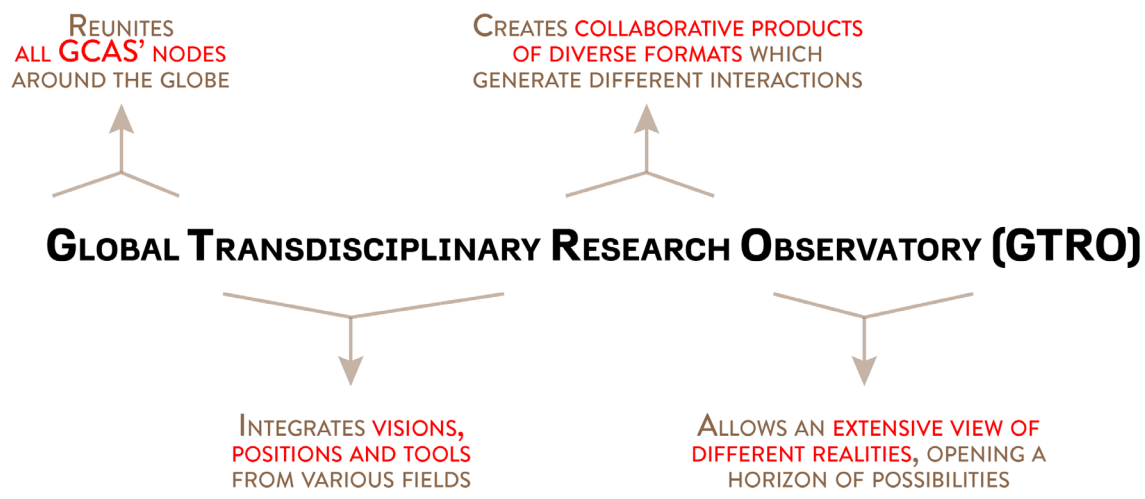 Reunites
all GCAS' nodes
around the globe
Creates collaborative products
of diverse formats which
generate different interactions
Global Transdisciplinary Research Observatory (GTRO)
Integrates visions,
positions and tools
from various fields
Allows an extensive view of
different realities, opening a
horizon of possibilities